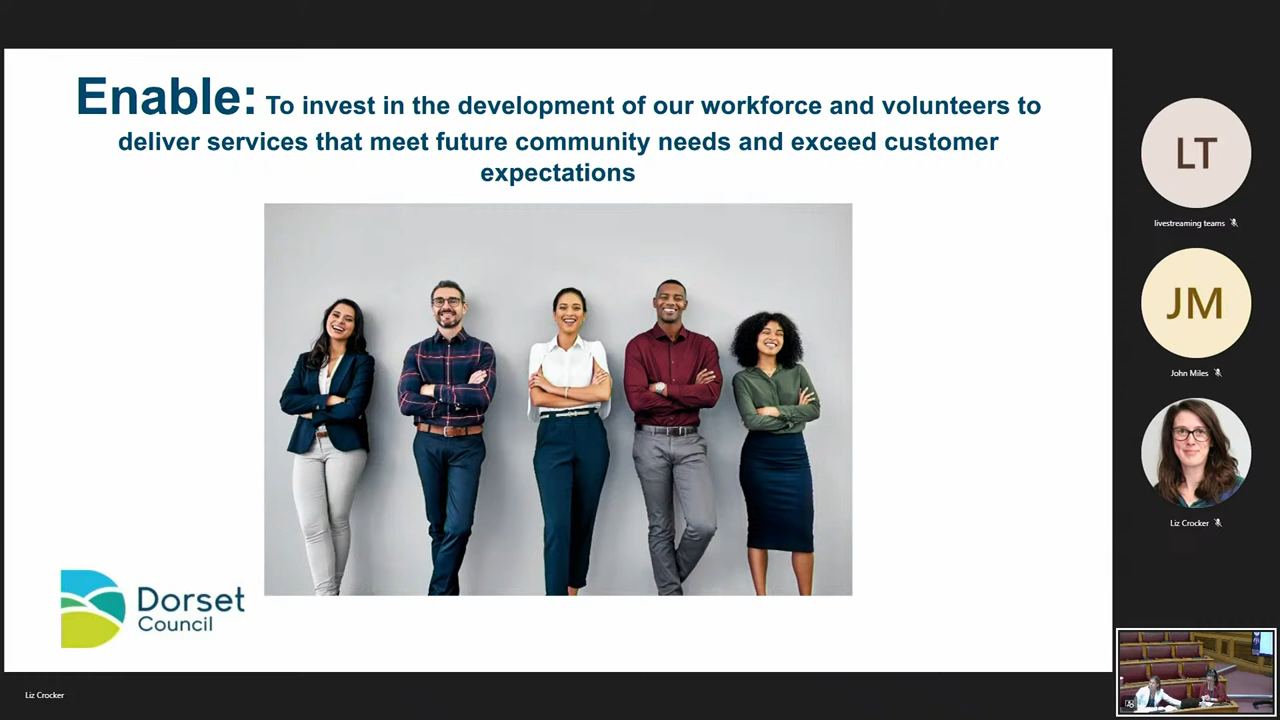 Enable: To invest in the development of our workforce and volunteers to
deliver services that meet future community needs and exceed customer
expectations
Dorset
Council
LT
livestreaming teams
JM
John Miles
Liz Crocker
Liz Crocker